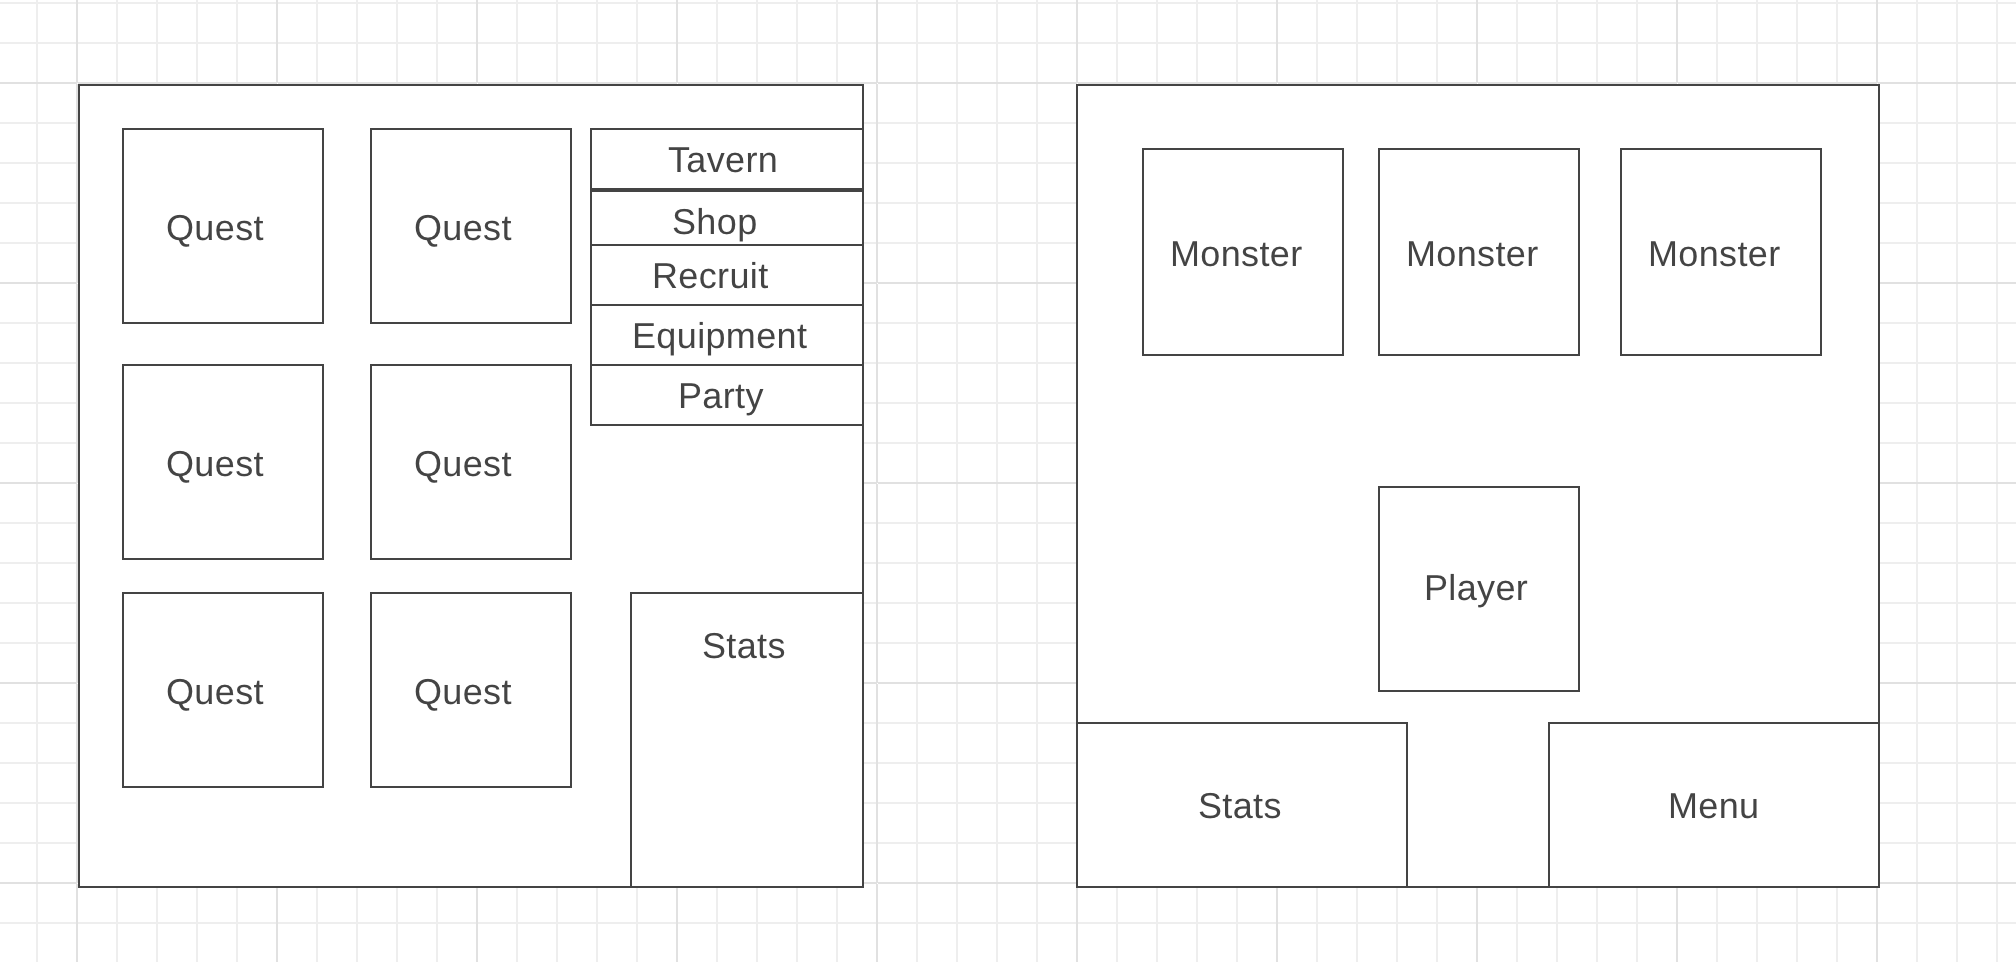 Quest
Quest
Tavern
Shop
Recruit
Equipment
Party
Quest
Quest
Quest
Quest
Stats
Monster
Monster
Monster
Player
Stats
Menu